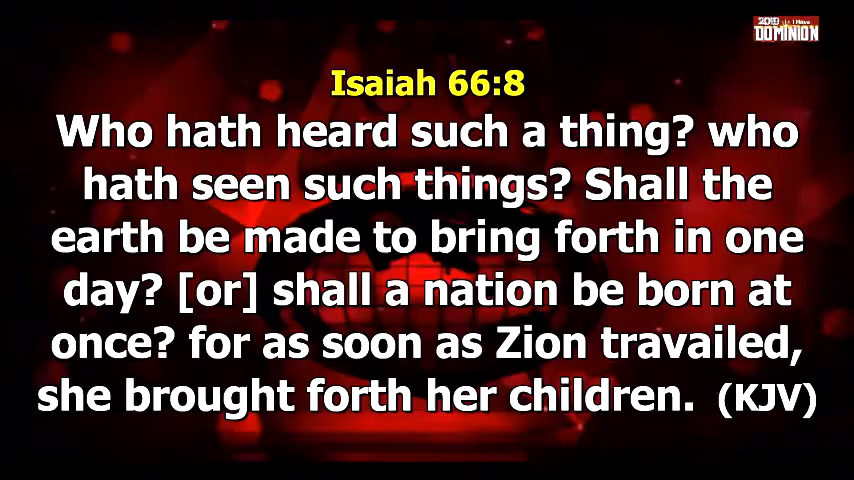 2019 I Have
DOMINION
Isaiah 66:8
Who hath heard such a thing? who
hath seen such things? Shall the
earth be made to bring forth in one
day? [or] shall a nation be born at
once? for as soon as Zion travailed,
she brought forth her children. (KJV)